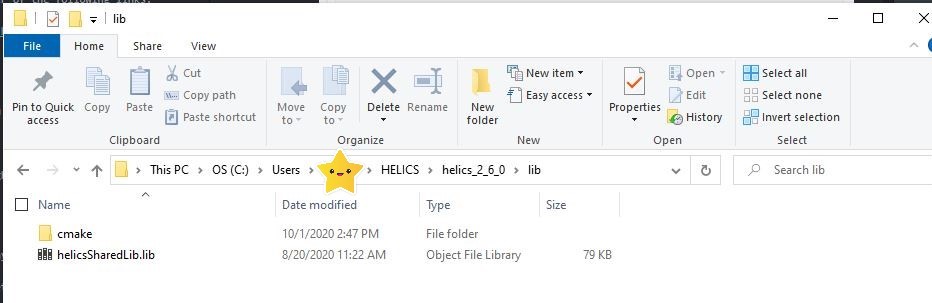 of the following links.
lib
File Home Share View
Pin to Quick access
Copy
Paste
Cut
Copy path
Paste shortcut
Clipboard
Move to
Copy to
Delete
Rename
Organize
New folder
New item
Easy access
New
Properties
Open
Edit
History
Open
Select all
Select none
Invert selection
Select
This PC > OS (C:) > Users > > HELICS > helics_2_6_0 > lib
Search lib
Name Date modified Type Size
cmake 10/1/2020 2:47 PM File folder
helicsSharedLib.lib 8/20/2020 11:22 AM Object File Library 79 KB